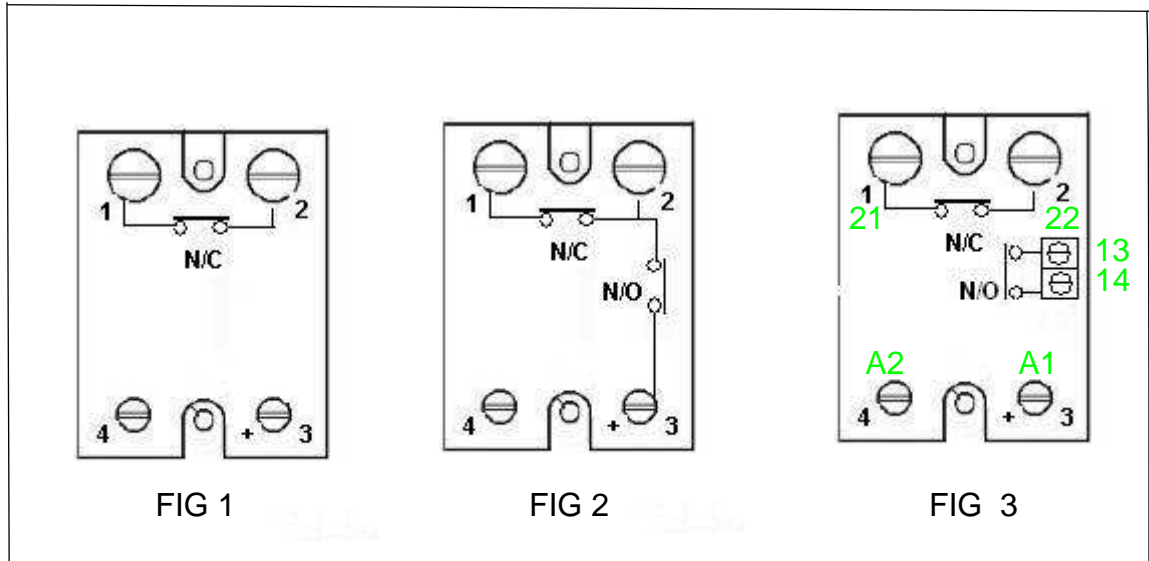 1 2
N/C
4 + 3
FIG 1
1 2
N/C
N/O
4 + 3
FIG 2
1 2
21 22
N/C
13
N/O 14
A2 A1
4 + 3
FIG 3